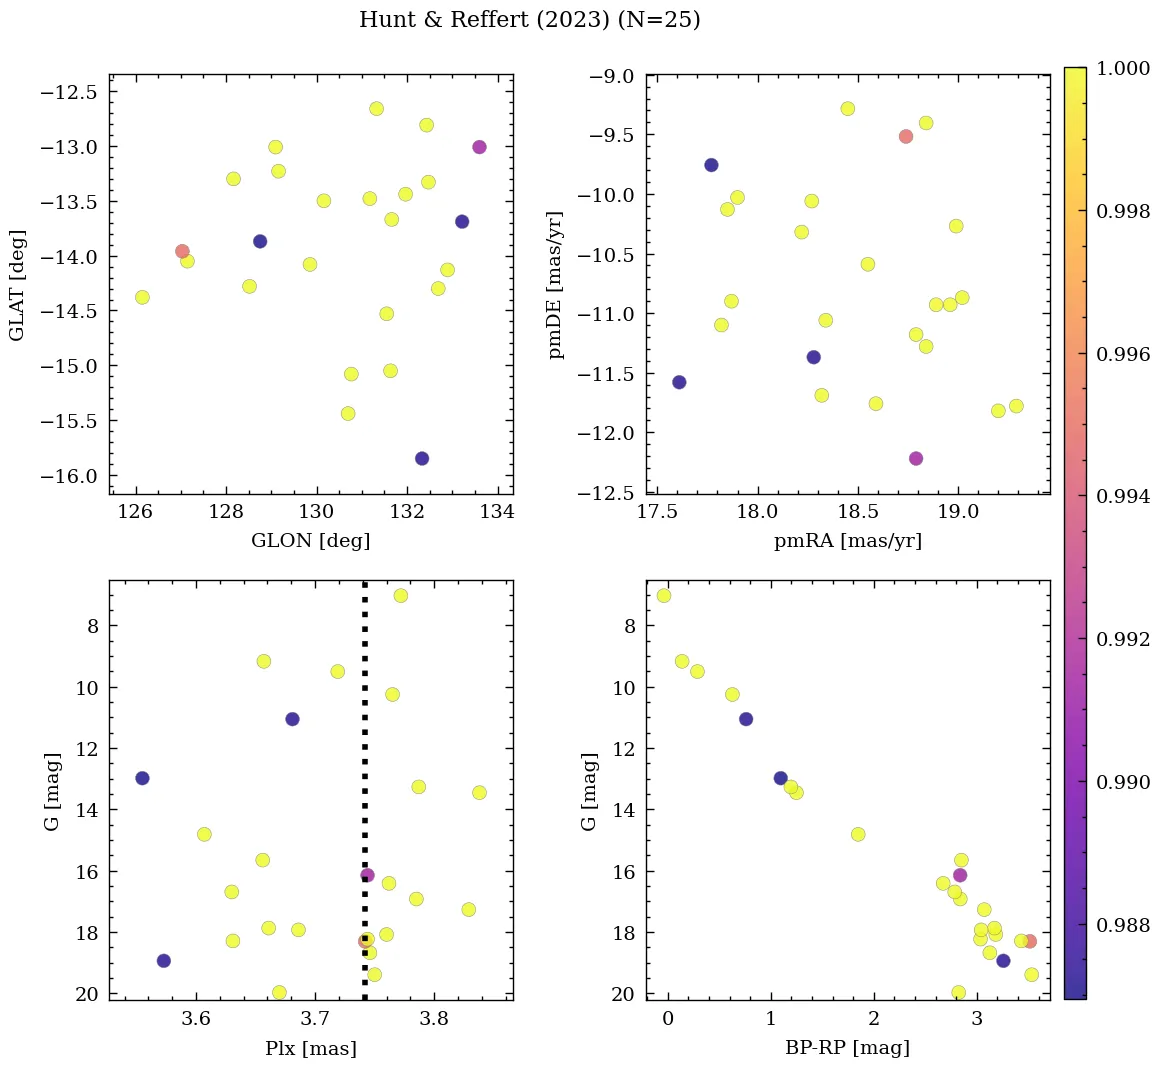 Hunt & Reffert (2023) (N=25)
−12.5
−13.0
−13.5
−14.0
−14.5
−15.0
−15.5
−16.0
GLAT [deg]
126 128 130 132 134
GLON [deg]
−9.0
−9.5
−10.0
−10.5
−11.0
−11.5
−12.0
−12.5
pmDE [mas/yr]
17.5 18.0 18.5 19.0
pmRA [mas/yr]
8
10
12
14
16
18
20
G [mag]
3.6 3.7 3.8
Plx [mas]
8
10
12
14
16
18
20
G [mag]
0 1 2 3
BP-RP [mag]
1.000
0.998
0.996
0.994
0.992
0.990
0.988